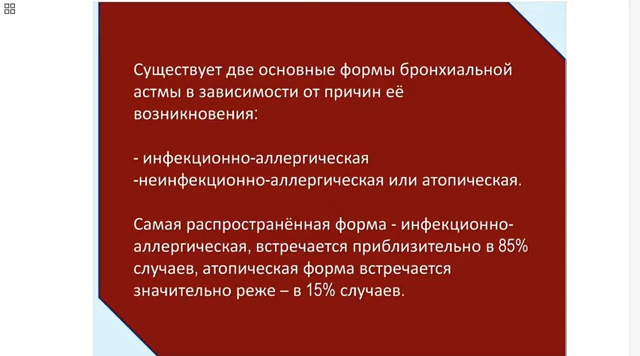 Существует две основные формы бронхиальной
астмы в зависимости от причин её
возникновения:
- инфекционно-аллергическая
-неинфекционно-аллергическая или атопическая.
Самая распространённая форма - инфекционно-
аллергическая, встречается приблизительно в 85%
случаев, атопическая форма встречается
значительно реже – в 15% случаев.